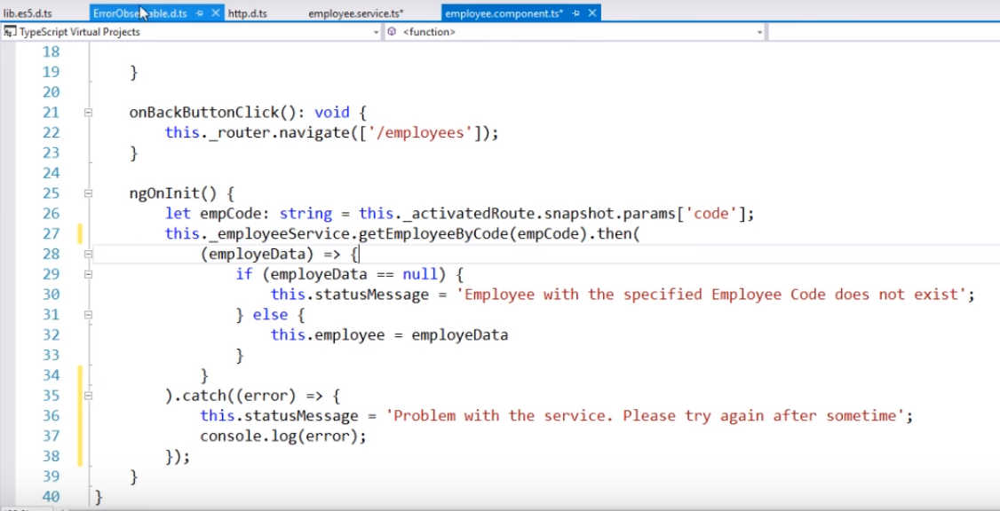 lib.es5.d.ts ErrorObservable.d.ts http.d.ts employee.service.ts* employee.component.ts*
TypeScript Virtual Projects <function>
18
19 }
20
21 onBackButtonClick(): void {
22 this._router.navigate(['/employees']);
23 }
24
25 ngOnInit() {
26 let empCode: string = this._activatedRoute.snapshot.params['code'];
27 this._employeeService.getEmployeeByCode(empCode).then(
28 (employeData) => {
29 if (employeData == null) {
30 this.statusMessage = 'Employee with the specified Employee Code does not exist';
31 } else {
32 this.employee = employeData
33 }
34 }
35 ).catch((error) => {
36 this.statusMessage = 'Problem with the service. Please try again after sometime';
37 console.log(error);
38 });
39 }
40 }